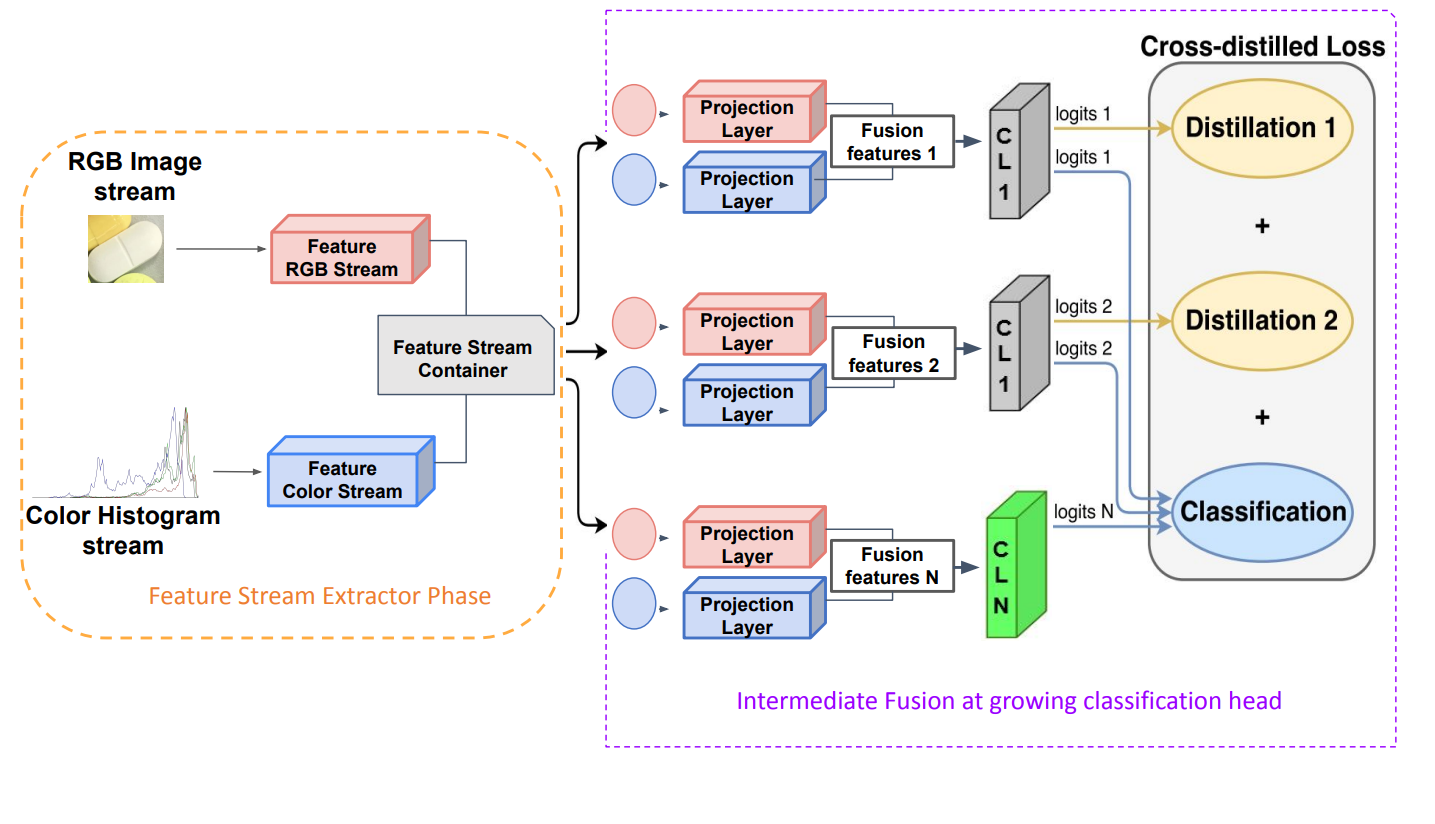 RGB Image
stream
Feature
RGB Stream
Feature Stream
Container
Feature
Color Stream
Color Histogram
stream
Feature Stream Extractor Phase
Projection
Layer
Projection
Layer
Fusion
features 1
C
L
1
logits 1
logits 1
Projection
Layer
Projection
Layer
Fusion
features 2
C
L
1
logits 2
logits 2
Projection
Layer
Projection
Layer
Fusion
features N
C
L
N
logits N
Cross-distilled Loss
Distillation 1
+
Distillation 2
+
Classification
Intermediate Fusion at growing classification head